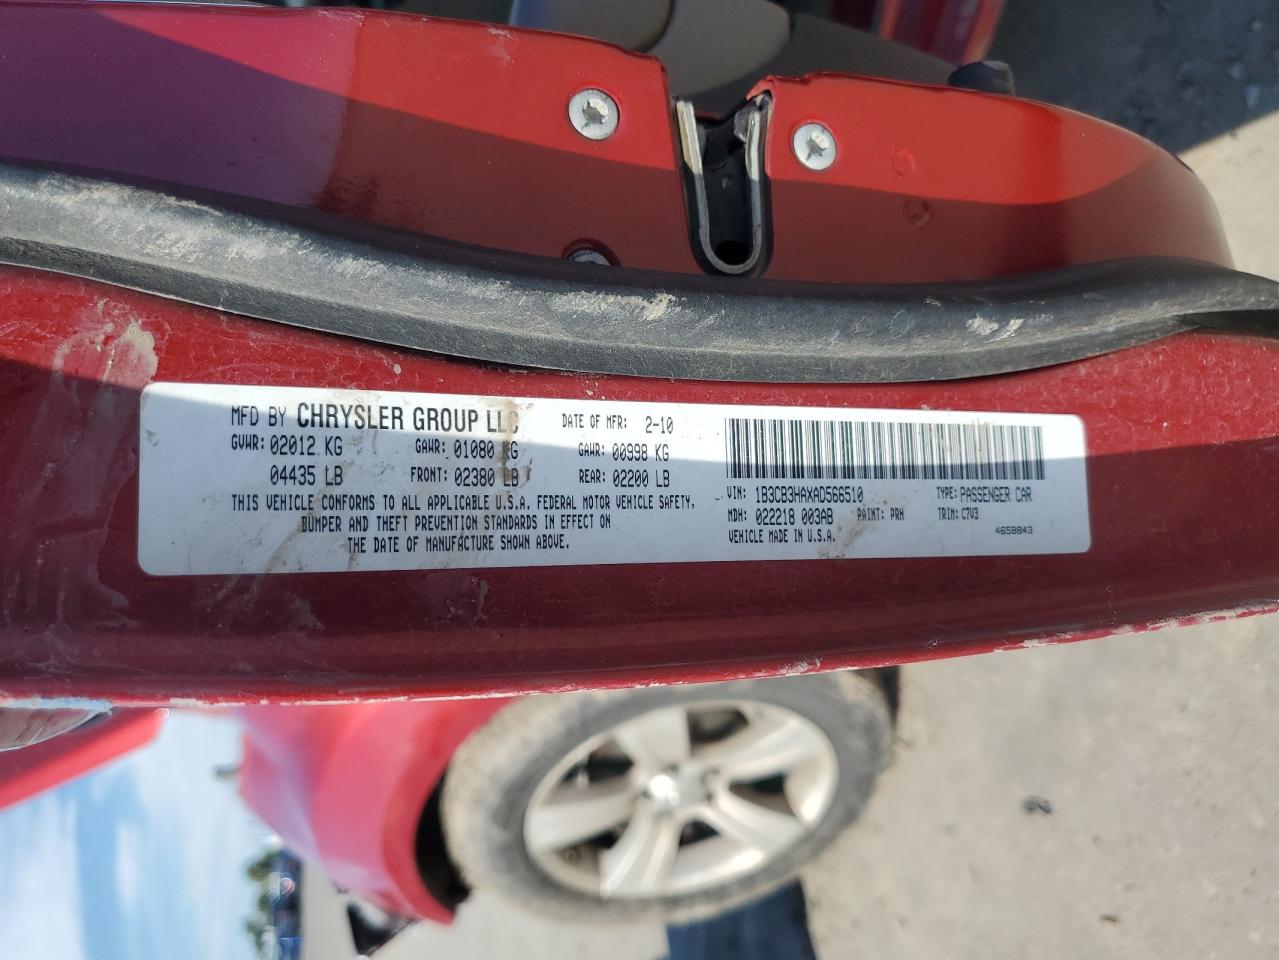 MFD BY CHRYSLER GROUP LLC DATE OF MFR: 2-10
GVWR: 02012 KG GAWR: 01080 KG GAWR: 00998 KG
04435 LB FRONT: 02380 LB REAR: 02200 LB
THIS VEHICLE CONFORMS TO ALL APPLICABLE U.S.A. FEDERAL MOTOR VEHICLE SAFETY,
BUMPER AND THEFT PREVENTION STANDARDS IN EFFECT ON
THE DATE OF MANUFACTURE SHOWN ABOVE.
VIN: 1B3CB3HAXAD566510 TYPE: PASSENGER CAR
MDH: 022218 003AB PAINT: PRH TRIM: C7V3
VEHICLE MADE IN U.S.A. 4658843